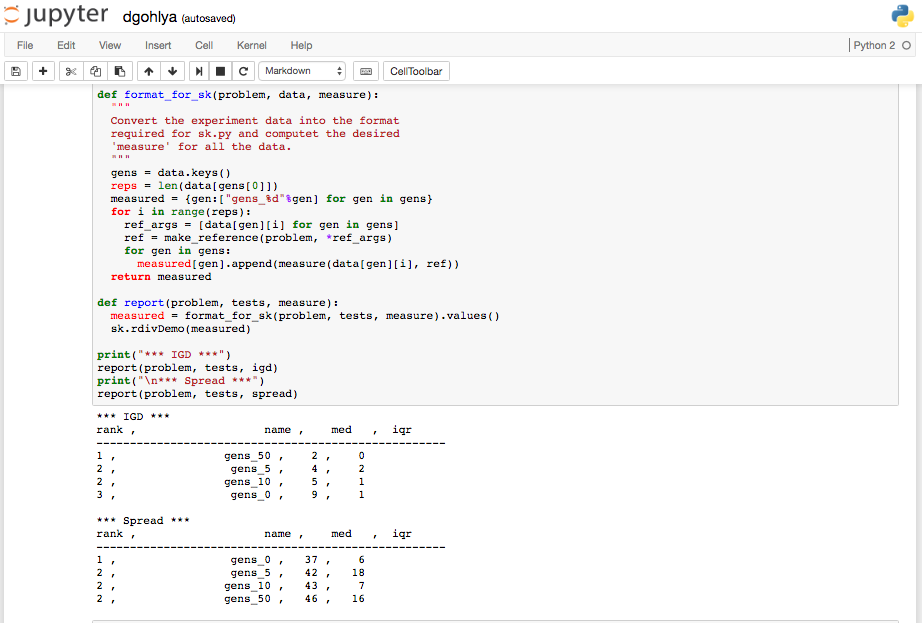 jupyter dgohlya (autosaved)
File Edit View Insert Cell Kernel Help Python 2
Markdown CellToolbar
def format_for_sk(problem, data, measure):
"""
Convert the experiment data into the format
required for sk.py and computet the desired
'measure' for all the data.
"""
gens = data.keys()
reps = len(data[gens[0]])
measured = {gen:["gens_%d"%gen] for gen in gens}
for i in range(reps):
ref_args = [data[gen][i] for gen in gens]
ref = make_reference(problem, *ref_args)
for gen in gens:
measured[gen].append(measure(data[gen][i], ref))
return measured
def report(problem, tests, measure):
measured = format_for_sk(problem, tests, measure).values()
sk.rdivDemo(measured)
print("*** IGD ***")
report(problem, tests, igd)
print("\n*** Spread ***")
report(problem, tests, spread)
*** IGD ***
rank , name , med , iqr
----------------------------------------------------
1 , gens_50 , 2 , 0
2 , gens_5 , 4 , 2
2 , gens_10 , 5 , 1
3 , gens_0 , 9 , 1
*** Spread ***
rank , name , med , iqr
----------------------------------------------------
1 , gens_0 , 37 , 6
2 , gens_5 , 42 , 18
2 , gens_10 , 43 , 7
2 , gens_50 , 46 , 16